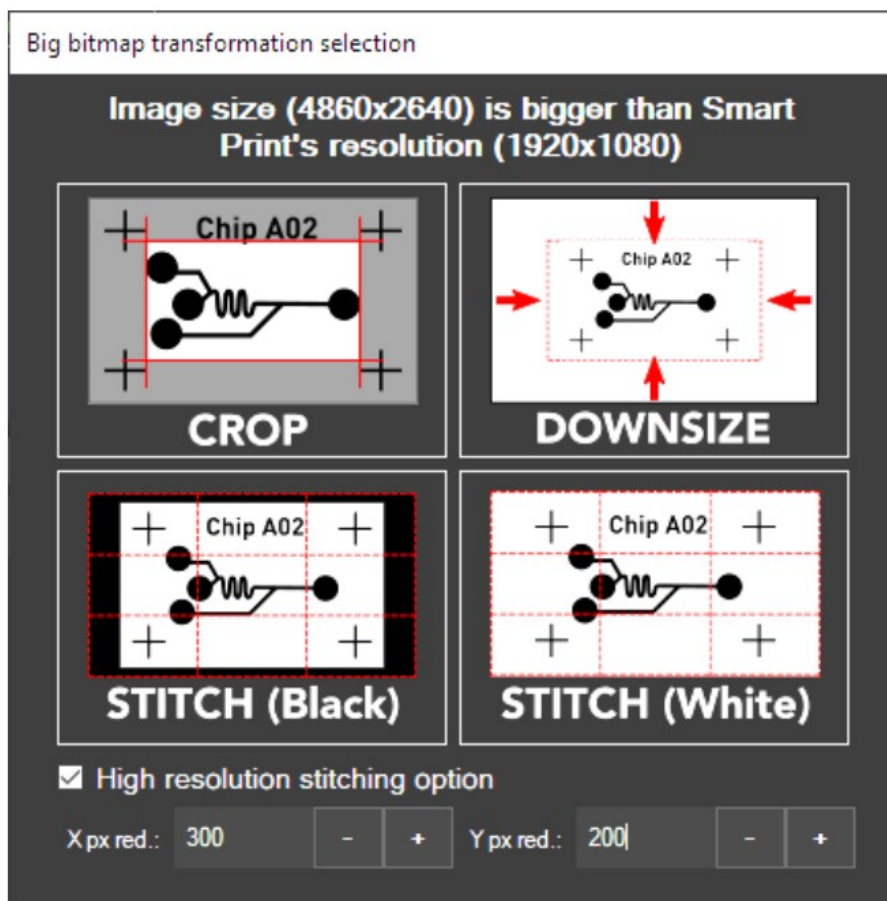 Big bitmap transformation selection
Image size (4860x2640) is bigger than Smart
Print's resolution (1920x1080)
Chip A02
CROP
Chip A02
DOWNSIZE
Chip A02
STITCH (Black)
Chip A02
STITCH (White)
High resolution stitching option
X px red.: 300 - + Y px red.: 200 - +